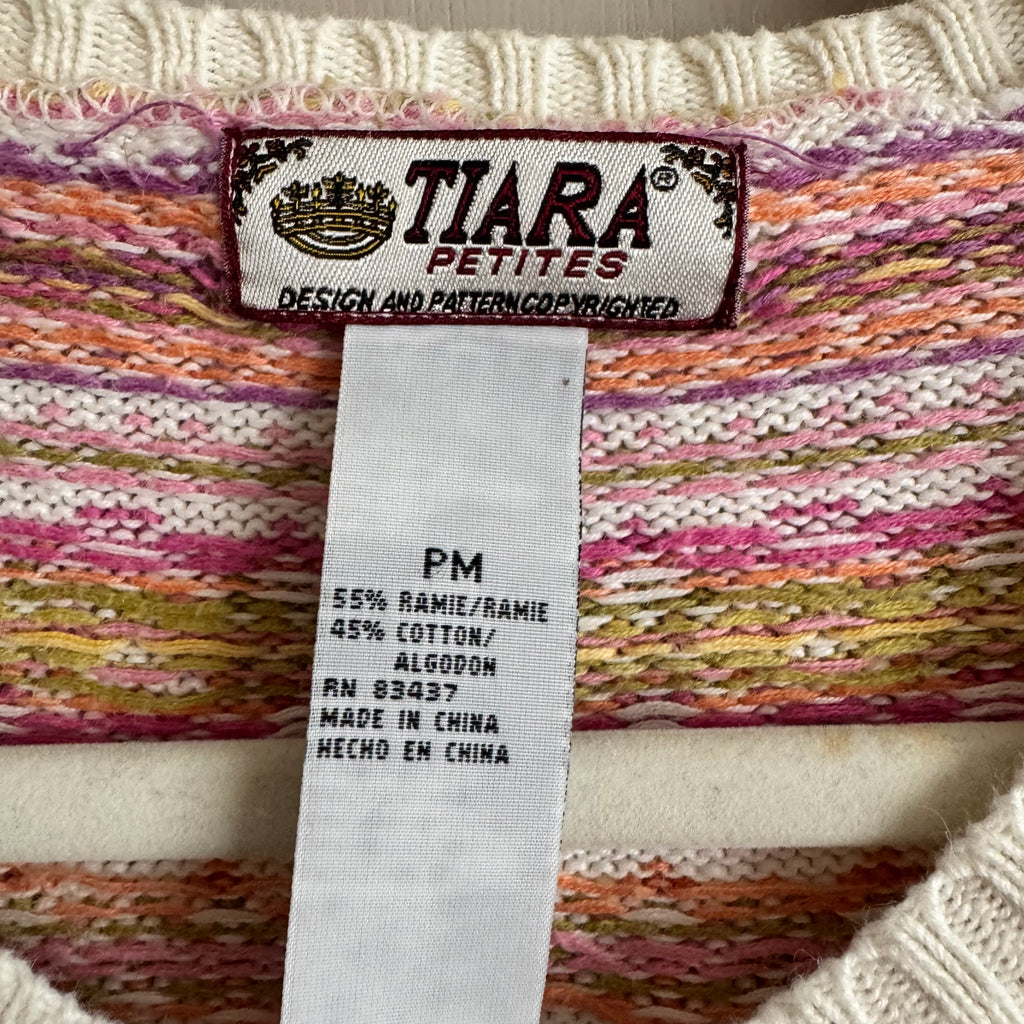 TIARA®
PETITES
DESIGN AND PATTERN COPYRIGHTED
PM
55% RAMIE/RAMIE
45% COTTON/
ALGODON
RN 83437
MADE IN CHINA
HECHO EN CHINA